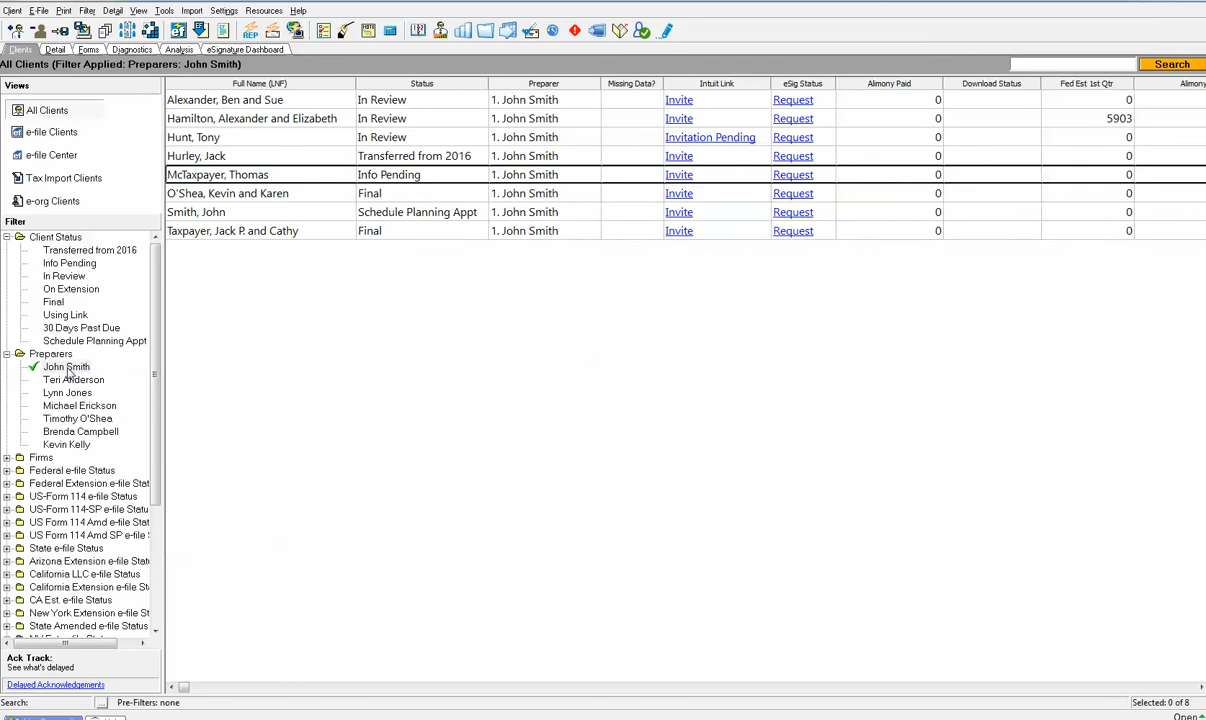 Client E-File Print Filter Detail View Tools Import Settings Resources Help
Clients Detail Forms Diagnostics Analysis eSignature Dashboard
All Clients (Filter Applied: Preparers: John Smith) Search
Views
All Clients
e-file Clients
e-file Center
Tax Import Clients
e-org Clients
Filter
Client Status
Transferred from 2016
Info Pending
In Review
On Extension
Final
Using Link
30 Days Past Due
Schedule Planning Appt
Preparers
John Smith
Teri Anderson
Lynn Jones
Michael Erickson
Timothy O'Shea
Brenda Campbell
Kevin Kelly
Firms
Federal e-file Status
Federal Extension e-file Stat
US-Form 114 e-file Status
US-Form 114-SP e-file Status
US Form 114 Amd e-file Status
US Form 114 Amd SP e-file S
State e-file Status
Arizona Extension e-file Statu
California LLC e-file Status
California Extension e-file St
CA Est. e-file Status
New York Extension e-file St
State Amended e-file Status
Ack Track:
See what's delayed
Delayed Acknowledgements
Full Name (LNF) Status Preparer Missing Data? Intuit Link eSig Status Alimony Paid Download Status Fed Est 1st Qtr Alimony
Alexander, Ben and Sue In Review 1. John Smith Invite Request 0 0
Hamilton, Alexander and Elizabeth In Review 1. John Smith Invite Request 0 5903
Hunt, Tony In Review 1. John Smith Invitation Pending Request 0 0
Hurley, Jack Transferred from 2016 1. John Smith Invite Request 0 0
McTaxpayer, Thomas Info Pending 1. John Smith Invite Request 0 0
O'Shea, Kevin and Karen Final 1. John Smith Invite Request 0 0
Smith, John Schedule Planning Appt 1. John Smith Invite Request 0 0
Taxpayer, Jack P. and Cathy Final 1. John Smith Invite Request 0 0
Search: ... Pre-Filters: none Selected: 0 of 8
Open